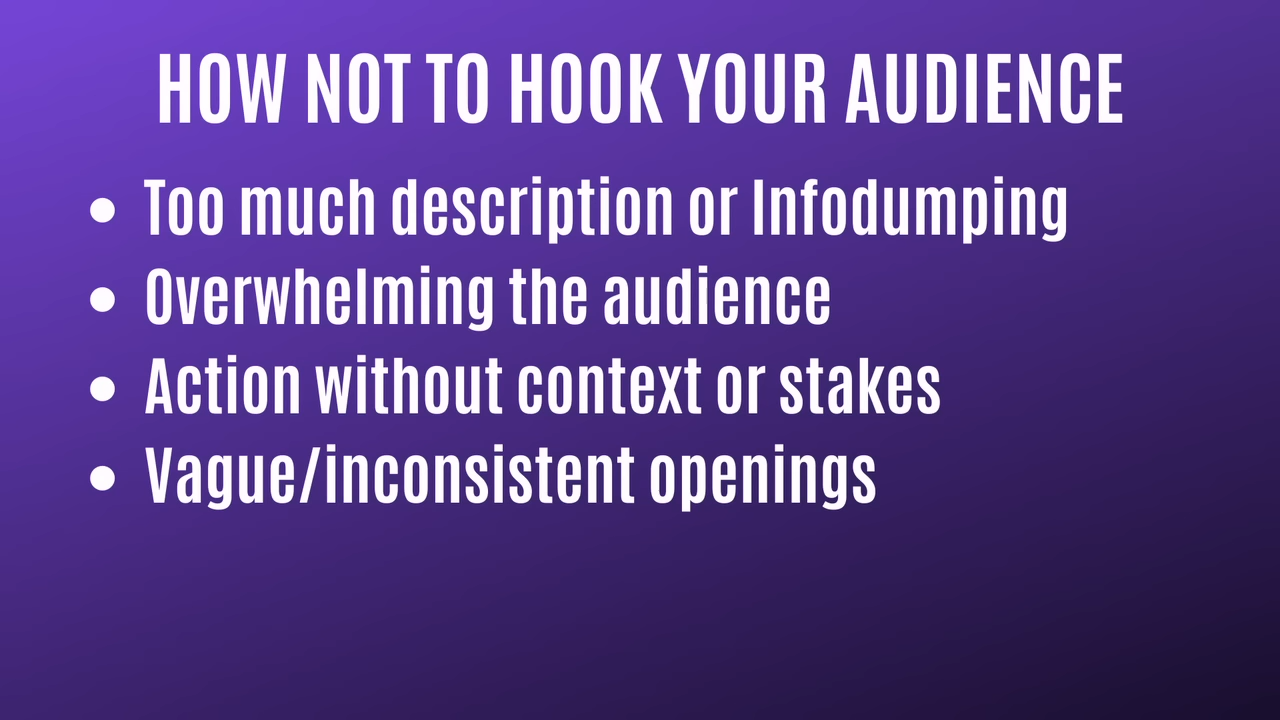 HOW NOT TO HOOK YOUR AUDIENCE
• Too much description or Infodumping
• Overwhelming the audience
• Action without context or stakes
• Vague/inconsistent openings